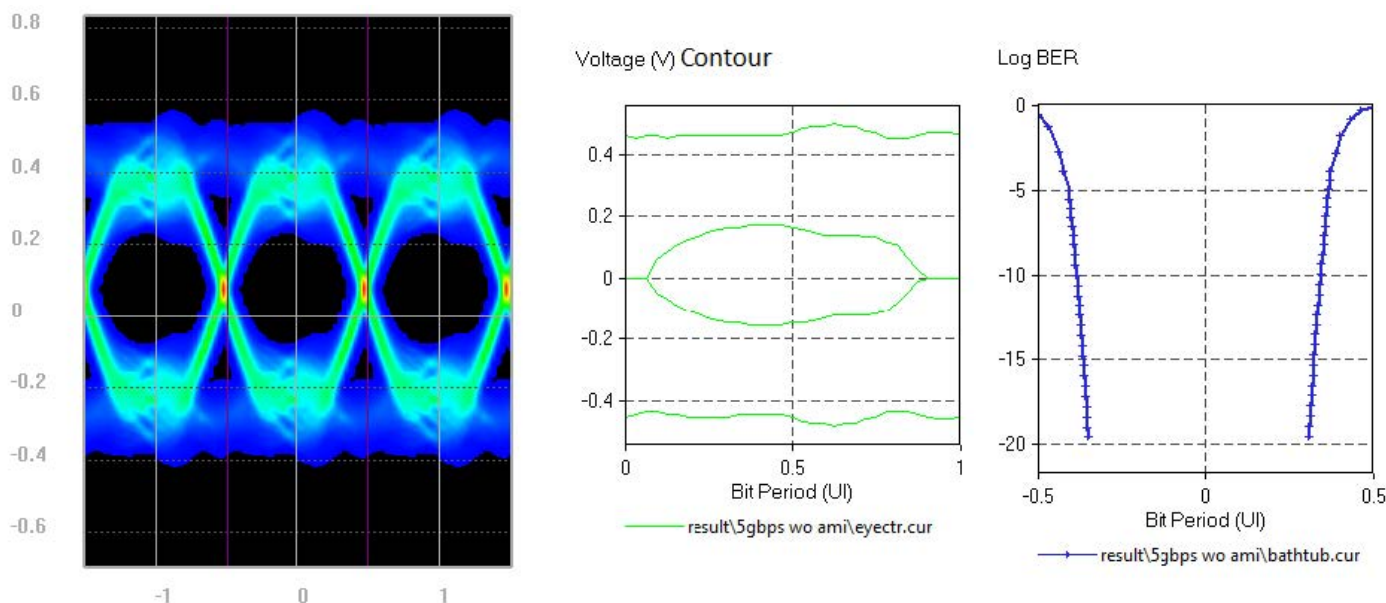 0.8
0.6
0.4
0.2
0
-0.2
-0.4
-0.6
-1 0 1
Voltage (V) Contour
0.4
0.2
0
-0.2
-0.4
0 0.5 1
Bit Period (UI)
result\5gbps wo ami\eyectr.cur
Log BER
0
-5
-10
-15
-20
-0.5 0 0.5
Bit Period (UI)
result\5gbps wo ami\bathtub.cur